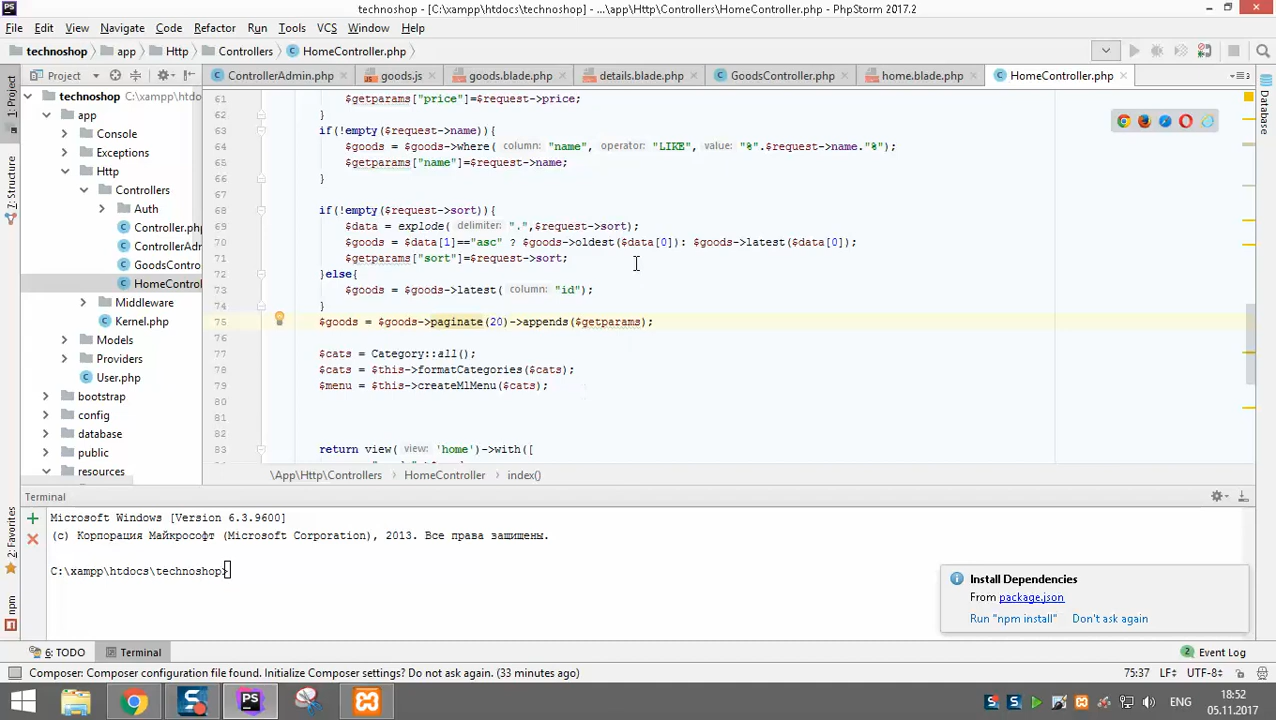 technoshop - [C:\xampp\htdocs\technoshop] - ...\app\Http\Controllers\HomeController.php - PhpStorm 2017.2
File Edit View Navigate Code Refactor Run Tools VCS Window Help
technoshop app Http Controllers HomeController.php
Project ControllerAdmin.php goods.js goods.blade.php details.blade.php GoodsController.php home.blade.php HomeController.php
1: Project
7: Structure
2: Favorites
npm
Database
technoshop C:\xampp\htdo
app
Console
Exceptions
Http
Controllers
Auth
Controller.php
ControllerAdm
GoodsContro
HomeControl
Middleware
Kernel.php
Models
Providers
User.php
bootstrap
config
database
public
resources
61 $getparams["price"]=$request->price;
62 }
63 if(!empty($request->name)){
64 $goods = $goods->where( column: "name", operator: "LIKE", value: "%".$request->name."%");
65 $getparams["name"]=$request->name;
66 }
67
68 if(!empty($request->sort)){
69 $data = explode( delimiter: ".",$request->sort);
70 $goods = $data[1]=="asc" ? $goods->oldest($data[0]): $goods->latest($data[0]);
71 $getparams["sort"]=$request->sort;
72 }else{
73 $goods = $goods->latest( column: "id");
74 }
75 $goods = $goods->paginate(20)->appends($getparams);
76
77 $cats = Category::all();
78 $cats = $this->formatCategories($cats);
79 $menu = $this->createMlMenu($cats);
80
81
82
83 return view( view: 'home')->with([
\App\Http\Controllers HomeController index()
Terminal
Microsoft Windows [Version 6.3.9600]
(c) Корпорация Майкрософт (Microsoft Corporation), 2013. Все права защищены.
C:\xampp\htdocs\technoshop>
Install Dependencies
From package.json
Run "npm install" Don't ask again
6: TODO Terminal Event Log
Composer: Composer configuration file found. Initialize Composer settings? Do not ask again. (33 minutes ago) 75:37 LF÷ UTF-8÷
ENG 18:52
05.11.2017